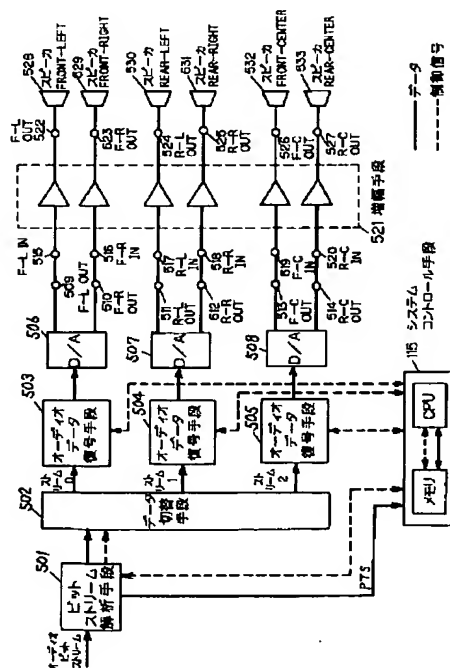 オーディオ
ビット
ストリーム
501
ビット
ストリーム
解析手段
502
データ
切替
手段
ストリーム
0
ストリーム
1
ストリーム
2
503
オーディオ
データ
復号手段
504
オーディオ
データ
復号手段
505
オーディオ
データ
復号手段
506
D/A
507
D/A
508
D/A
509
F-L OUT
510
F-R
OUT
511
R-L
OUT
512
R-R
OUT
513
F-C
OUT
514
R-C
OUT
F-L IN
515
516
F-R
IN
517
R-L
IN
518
R-R
IN
519
F-C
IN
520
R-C
IN
521 増幅手段
F-L
OUT
522
523
F-R
OUT
524
R-L
OUT
525
R-R
OUT
526
F-C
OUT
527
R-C
OUT
528
スピーカ
FRONT-LEFT
529
スピーカ
FRONT-RIGHT
530
スピーカ
REAR-LEFT
531
スピーカ
REAR-RIGHT
532
スピーカ
FRONT-CENTER
533
スピーカ
REAR-CENTER
PTS
115 システム
コントロール手段
メモリ
CPU
データ
制御信号